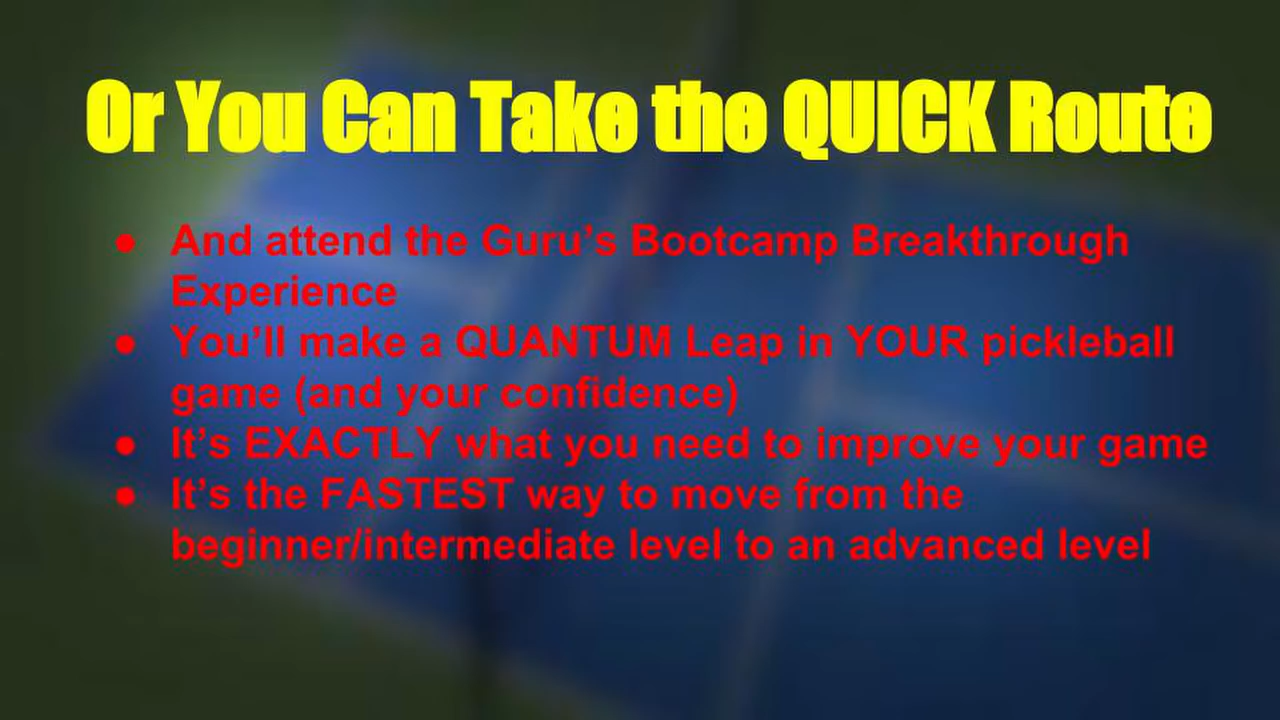 Or You Can Take the QUICK Route
● And attend the Guru’s Bootcamp Breakthrough
Experience
● You’ll make a QUANTUM Leap in YOUR pickleball
game (and your confidence)
● It’s EXACTLY what you need to improve your game
● It’s the FASTEST way to move from the
beginner/intermediate level to an advanced level